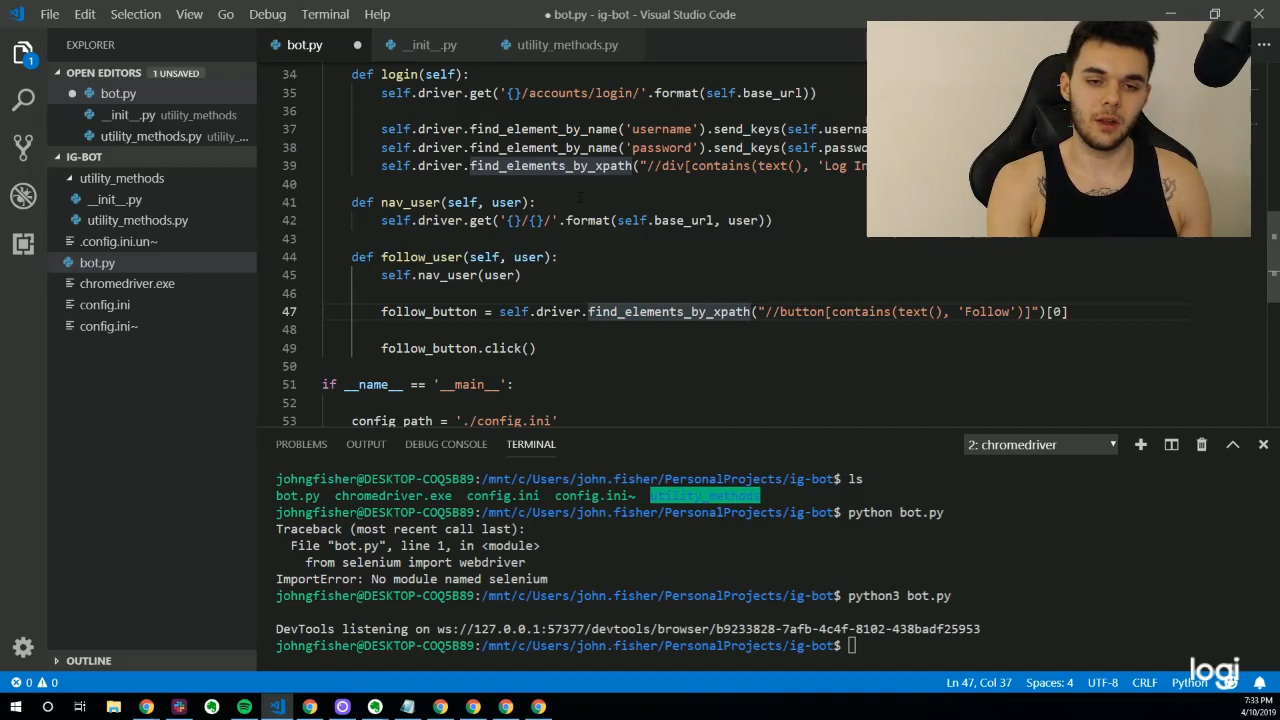 File Edit Selection View Go Debug Terminal Help
● bot.py - ig-bot - Visual Studio Code
EXPLORER
bot.py
__init__.py
utility_methods.py
OPEN EDITORS 1 UNSAVED
bot.py
__init__.py utility_methods
utility_methods.py utility_...
IG-BOT
utility_methods
__init__.py
utility_methods.py
.config.ini.un~
bot.py
chromedriver.exe
config.ini
config.ini~
OUTLINE
34 def login(self):
35 self.driver.get('{}/accounts/login/'.format(self.base_url))
36
37 self.driver.find_element_by_name('username').send_keys(self.userna
38 self.driver.find_element_by_name('password').send_keys(self.passwo
39 self.driver.find_elements_by_xpath("//div[contains(text(), 'Log In
40
41 def nav_user(self, user):
42 self.driver.get('{}/{}/'.format(self.base_url, user))
43
44 def follow_user(self, user):
45 self.nav_user(user)
46
47 follow_button = self.driver.find_elements_by_xpath("//button[contains(text(), 'Follow')]")[0]
48
49 follow_button.click()
50
51 if __name__ == '__main__':
52
53 config_path = './config.ini'
PROBLEMS OUTPUT DEBUG CONSOLE TERMINAL
2: chromedriver
johngfisher@DESKTOP-COQ5B89:/mnt/c/Users/john.fisher/PersonalProjects/ig-bot$ ls
bot.py chromedriver.exe config.ini config.ini~ utility_methods
johngfisher@DESKTOP-COQ5B89:/mnt/c/Users/john.fisher/PersonalProjects/ig-bot$ python bot.py
Traceback (most recent call last):
File "bot.py", line 1, in <module>
from selenium import webdriver
ImportError: No module named selenium
johngfisher@DESKTOP-COQ5B89:/mnt/c/Users/john.fisher/PersonalProjects/ig-bot$ python3 bot.py
DevTools listening on ws://127.0.0.1:57377/devtools/browser/b9233828-7afb-4c4f-8102-438badf25953
johngfisher@DESKTOP-COQ5B89:/mnt/c/Users/john.fisher/PersonalProjects/ig-bot$
0 0
Ln 47, Col 37 Spaces: 4 UTF-8 CRLF Python
logi
7:33 PM
4/10/2019